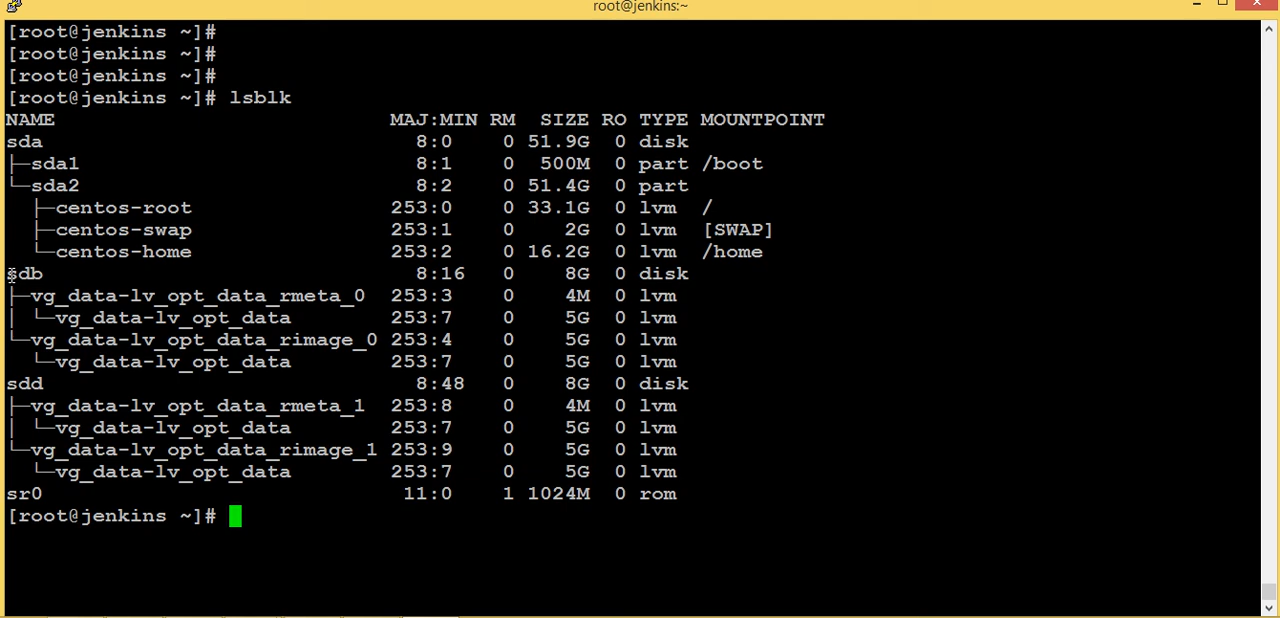 root@jenkins:~
[root@jenkins ~]#
[root@jenkins ~]#
[root@jenkins ~]#
[root@jenkins ~]# lsblk
NAME MAJ:MIN RM SIZE RO TYPE MOUNTPOINT
sda 8:0 0 51.9G 0 disk
├─sda1 8:1 0 500M 0 part /boot
└─sda2 8:2 0 51.4G 0 part
├─centos-root 253:0 0 33.1G 0 lvm /
├─centos-swap 253:1 0 2G 0 lvm [SWAP]
└─centos-home 253:2 0 16.2G 0 lvm /home
sdb 8:16 0 8G 0 disk
├─vg_data-lv_opt_data_rmeta_0 253:3 0 4M 0 lvm
│ └─vg_data-lv_opt_data 253:7 0 5G 0 lvm
└─vg_data-lv_opt_data_rimage_0 253:4 0 5G 0 lvm
└─vg_data-lv_opt_data 253:7 0 5G 0 lvm
sdd 8:48 0 8G 0 disk
├─vg_data-lv_opt_data_rmeta_1 253:8 0 4M 0 lvm
│ └─vg_data-lv_opt_data 253:7 0 5G 0 lvm
└─vg_data-lv_opt_data_rimage_1 253:9 0 5G 0 lvm
└─vg_data-lv_opt_data 253:7 0 5G 0 lvm
sr0 11:0 1 1024M 0 rom
[root@jenkins ~]#